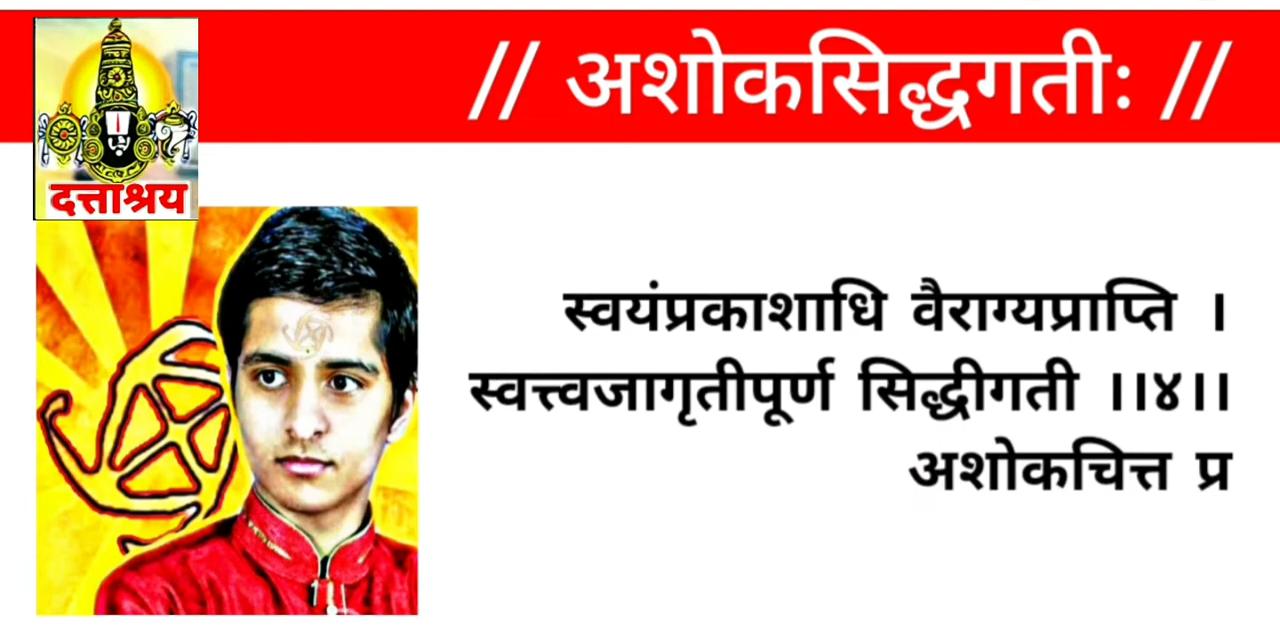 // अशोकसिद्धगतीः //
दत्ताश्रय
स्वयंप्रकाशाधि वैराग्यप्राप्ति ।
स्वत्त्वजागृतीपूर्ण सिद्धीगती ।।४।।
अशोकचित्त प्र